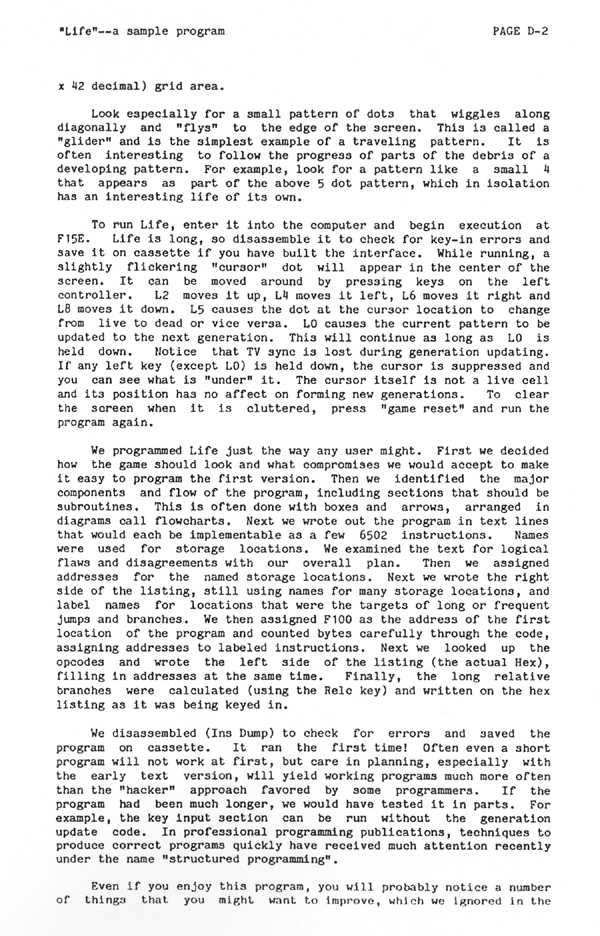 "Life"--a sample program PAGE D-2
x 42 decimal) grid area.
Look especially for a small pattern of dots that wiggles along
diagonally and "flys" to the edge of the screen. This is called a
"glider" and is the simplest example of a traveling pattern. It is
often interesting to follow the progress of parts of the debris of a
developing pattern. For example, look for a pattern like a small 4
that appears as part of the above 5 dot pattern, which in isolation
has an interesting life of its own.
To run Life, enter it into the computer and begin execution at
F15E. Life is long, so disassemble it to check for key-in errors and
save it on cassette if you have built the interface. While running, a
slightly flickering "cursor" dot will appear in the center of the
screen. It can be moved around by pressing keys on the left
controller. L2 moves it up, L4 moves it left, L6 moves it right and
L8 moves it down. L5 causes the dot at the cursor location to change
from live to dead or vice versa. L0 causes the current pattern to be
updated to the next generation. This will continue as long as L0 is
held down. Notice that TV sync is lost during generation updating.
If any left key (except L0) is held down, the cursor is suppressed and
you can see what is "under" it. The cursor itself is not a live cell
and its position has no affect on forming new generations. To clear
the screen when it is cluttered, press "game reset" and run the
program again.
We programmed Life just the way any user might. First we decided
how the game should look and what compromises we would accept to make
it easy to program the first version. Then we identified the major
components and flow of the program, including sections that should be
subroutines. This is often done with boxes and arrows, arranged in
diagrams call flowcharts. Next we wrote out the program in text lines
that would each be implementable as a few 6502 instructions. Names
were used for storage locations. We examined the text for logical
flaws and disagreements with our overall plan. Then we assigned
addresses for the named storage locations. Next we wrote the right
side of the listing, still using names for many storage locations, and
label names for locations that were the targets of long or frequent
jumps and branches. We then assigned F100 as the address of the first
location of the program and counted bytes carefully through the code,
assigning addresses to labeled instructions. Next we looked up the
opcodes and wrote the left side of the listing (the actual Hex),
filling in addresses at the same time. Finally, the long relative
branches were calculated (using the Relc key) and written on the hex
listing as it was being keyed in.
We disassembled (Ins Dump) to check for errors and saved the
program on cassette. It ran the first time! Often even a short
program will not work at first, but care in planning, especially with
the early text version, will yield working programs much more often
than the "hacker" approach favored by some programmers. If the
program had been much longer, we would have tested it in parts. For
example, the key input section can be run without the generation
update code. In professional programming publications, techniques to
produce correct programs quickly have received much attention recently
under the name "structured programming".
Even if you enjoy this program, you will probably notice a number
of things that you might want to improve, which we ignored in the